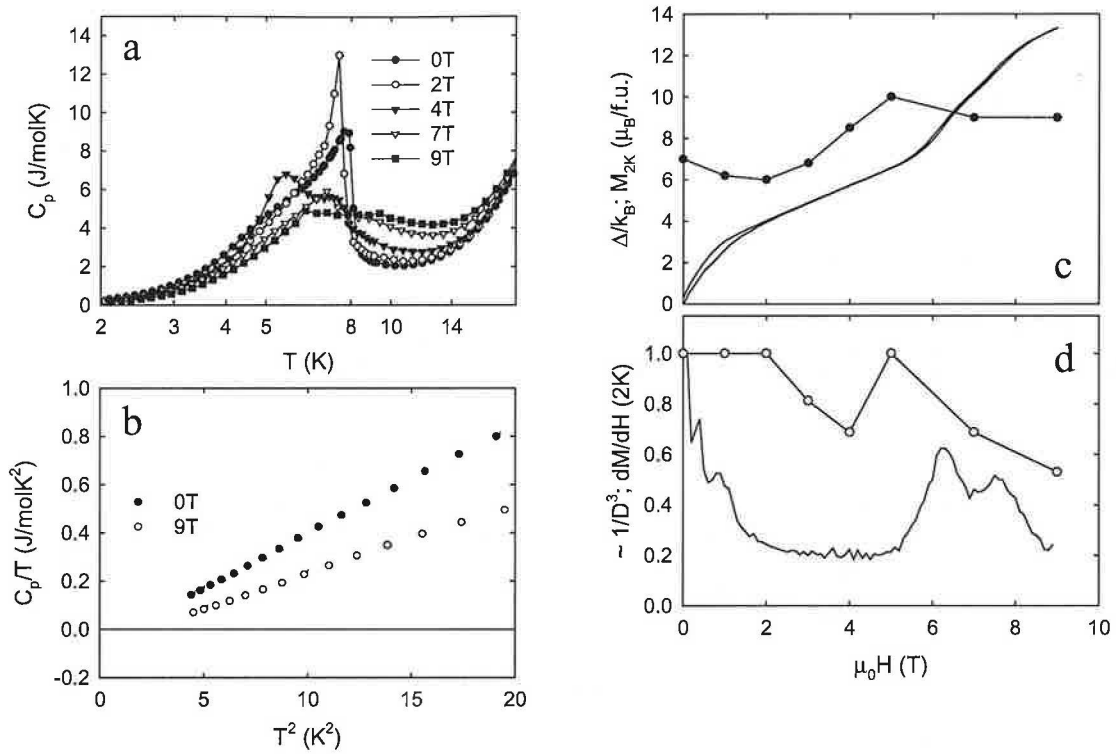 a
14
12
10
8
6
4
2
0
C_p (J/molK)
0T
2T
4T
7T
9T
2 3 4 5 8 10 14
T (K)
b
1.0
0.8
0.6
0.4
0.2
0.0
-0.2
C_p/T (J/molK²)
0T
9T
0 5 10 15 20
T² (K²)
14
12
10
8
6
4
2
0
Δ/k_B; M_2K (μ_B/f.u.)
c
d
1.0
0.8
0.6
0.4
0.2
0.0
~ 1/D³; dM/dH (2K)
0 2 4 6 8 10
μ₀H (T)